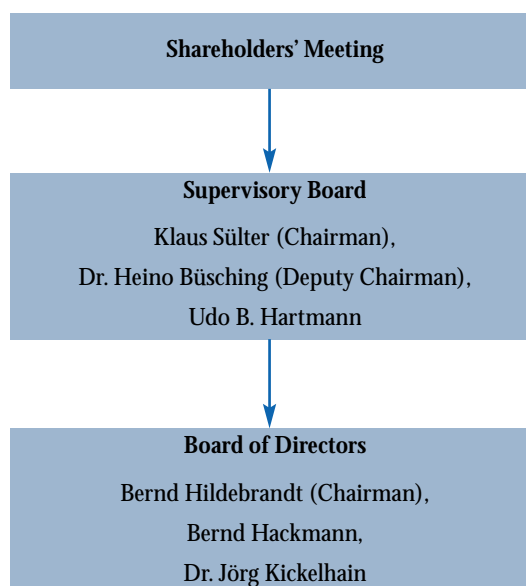 Shareholders’ Meeting
Supervisory Board
Klaus Sülter (Chairman),
Dr. Heino Büsching (Deputy Chairman),
Udo B. Hartmann
Board of Directors
Bernd Hildebrandt (Chairman),
Bernd Hackmann,
Dr. Jörg Kickelhain